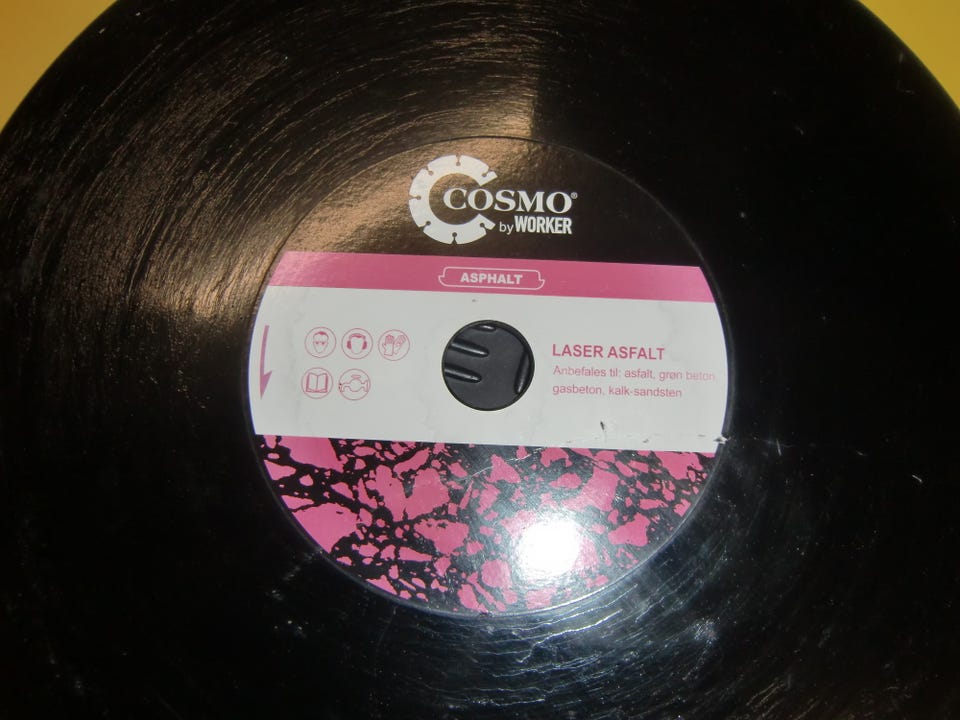 COSMO®
by WORKER
ASPHALT
LASER ASFALT
Anbefales til: asfalt, grøn beton,
gasbeton, kalk-sandsten